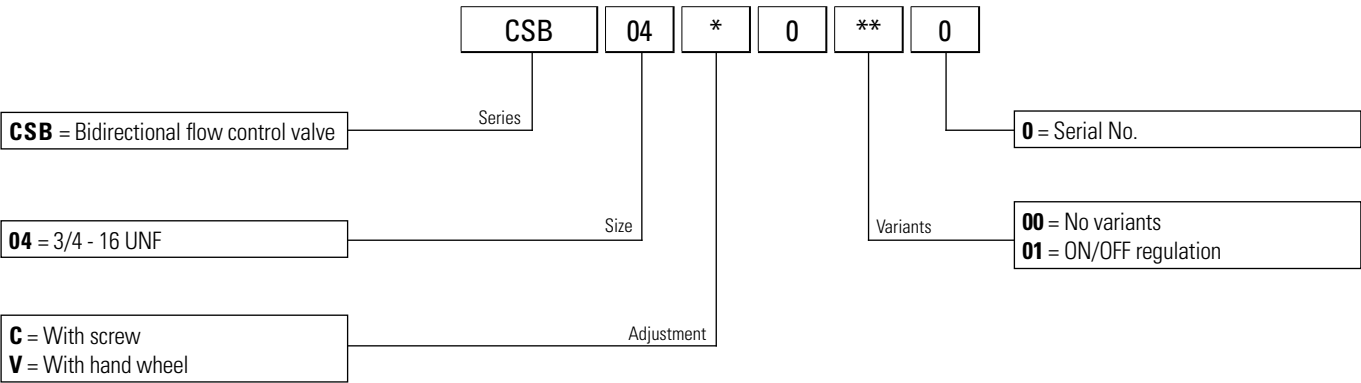 CSB 04 * 0 ** 0
Series
CSB = Bidirectional flow control valve
0 = Serial No.
Size
04 = 3/4 - 16 UNF
Variants
00 = No variants
01 = ON/OFF regulation
Adjustment
C = With screw
V = With hand wheel